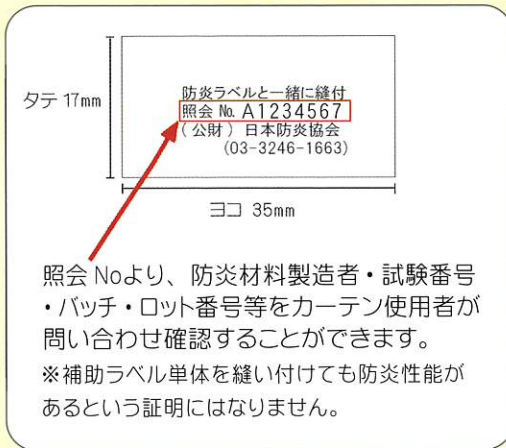 タテ 17mm
防炎ラベルと一緒に縫付
照会 No. A1234567
(公財) 日本防炎協会
(03-3246-1663)
ヨコ 35mm
照会 Noより、防炎材料製造者・試験番号
・バッチ・ロット番号等をカーテン使用者が
問い合わせ確認することができます。
※補助ラベル単体を縫い付けても防炎性能が
あるという証明にはなりません。